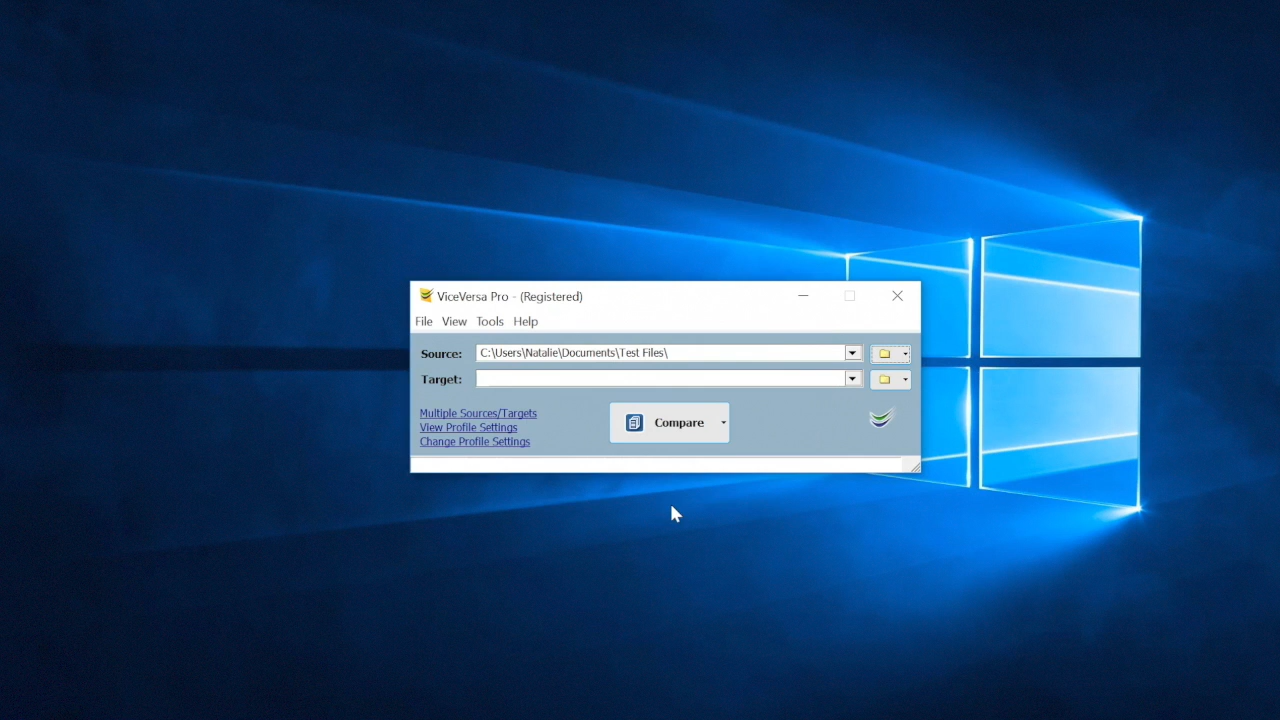 ViceVersa Pro - (Registered)
File View Tools Help
Source: C:\Users\Natalie\Documents\Test Files\
Target:
Multiple Sources/Targets
View Profile Settings
Change Profile Settings
Compare